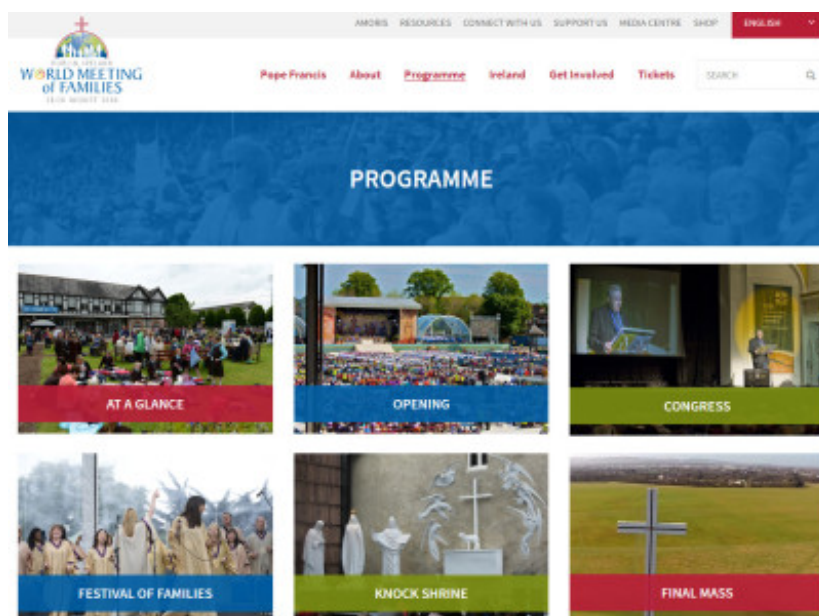 AMORIS RESOURCES CONNECT WITH US SUPPORT US MEDIA CENTRE SHOP ENGLISH
WORLD MEETING
of FAMILIES
Pope Francis About Programme Ireland Get Involved Tickets SEARCH
PROGRAMME
AT A GLANCE
OPENING
CONGRESS
FESTIVAL OF FAMILIES
KNOCK SHRINE
FINAL MASS